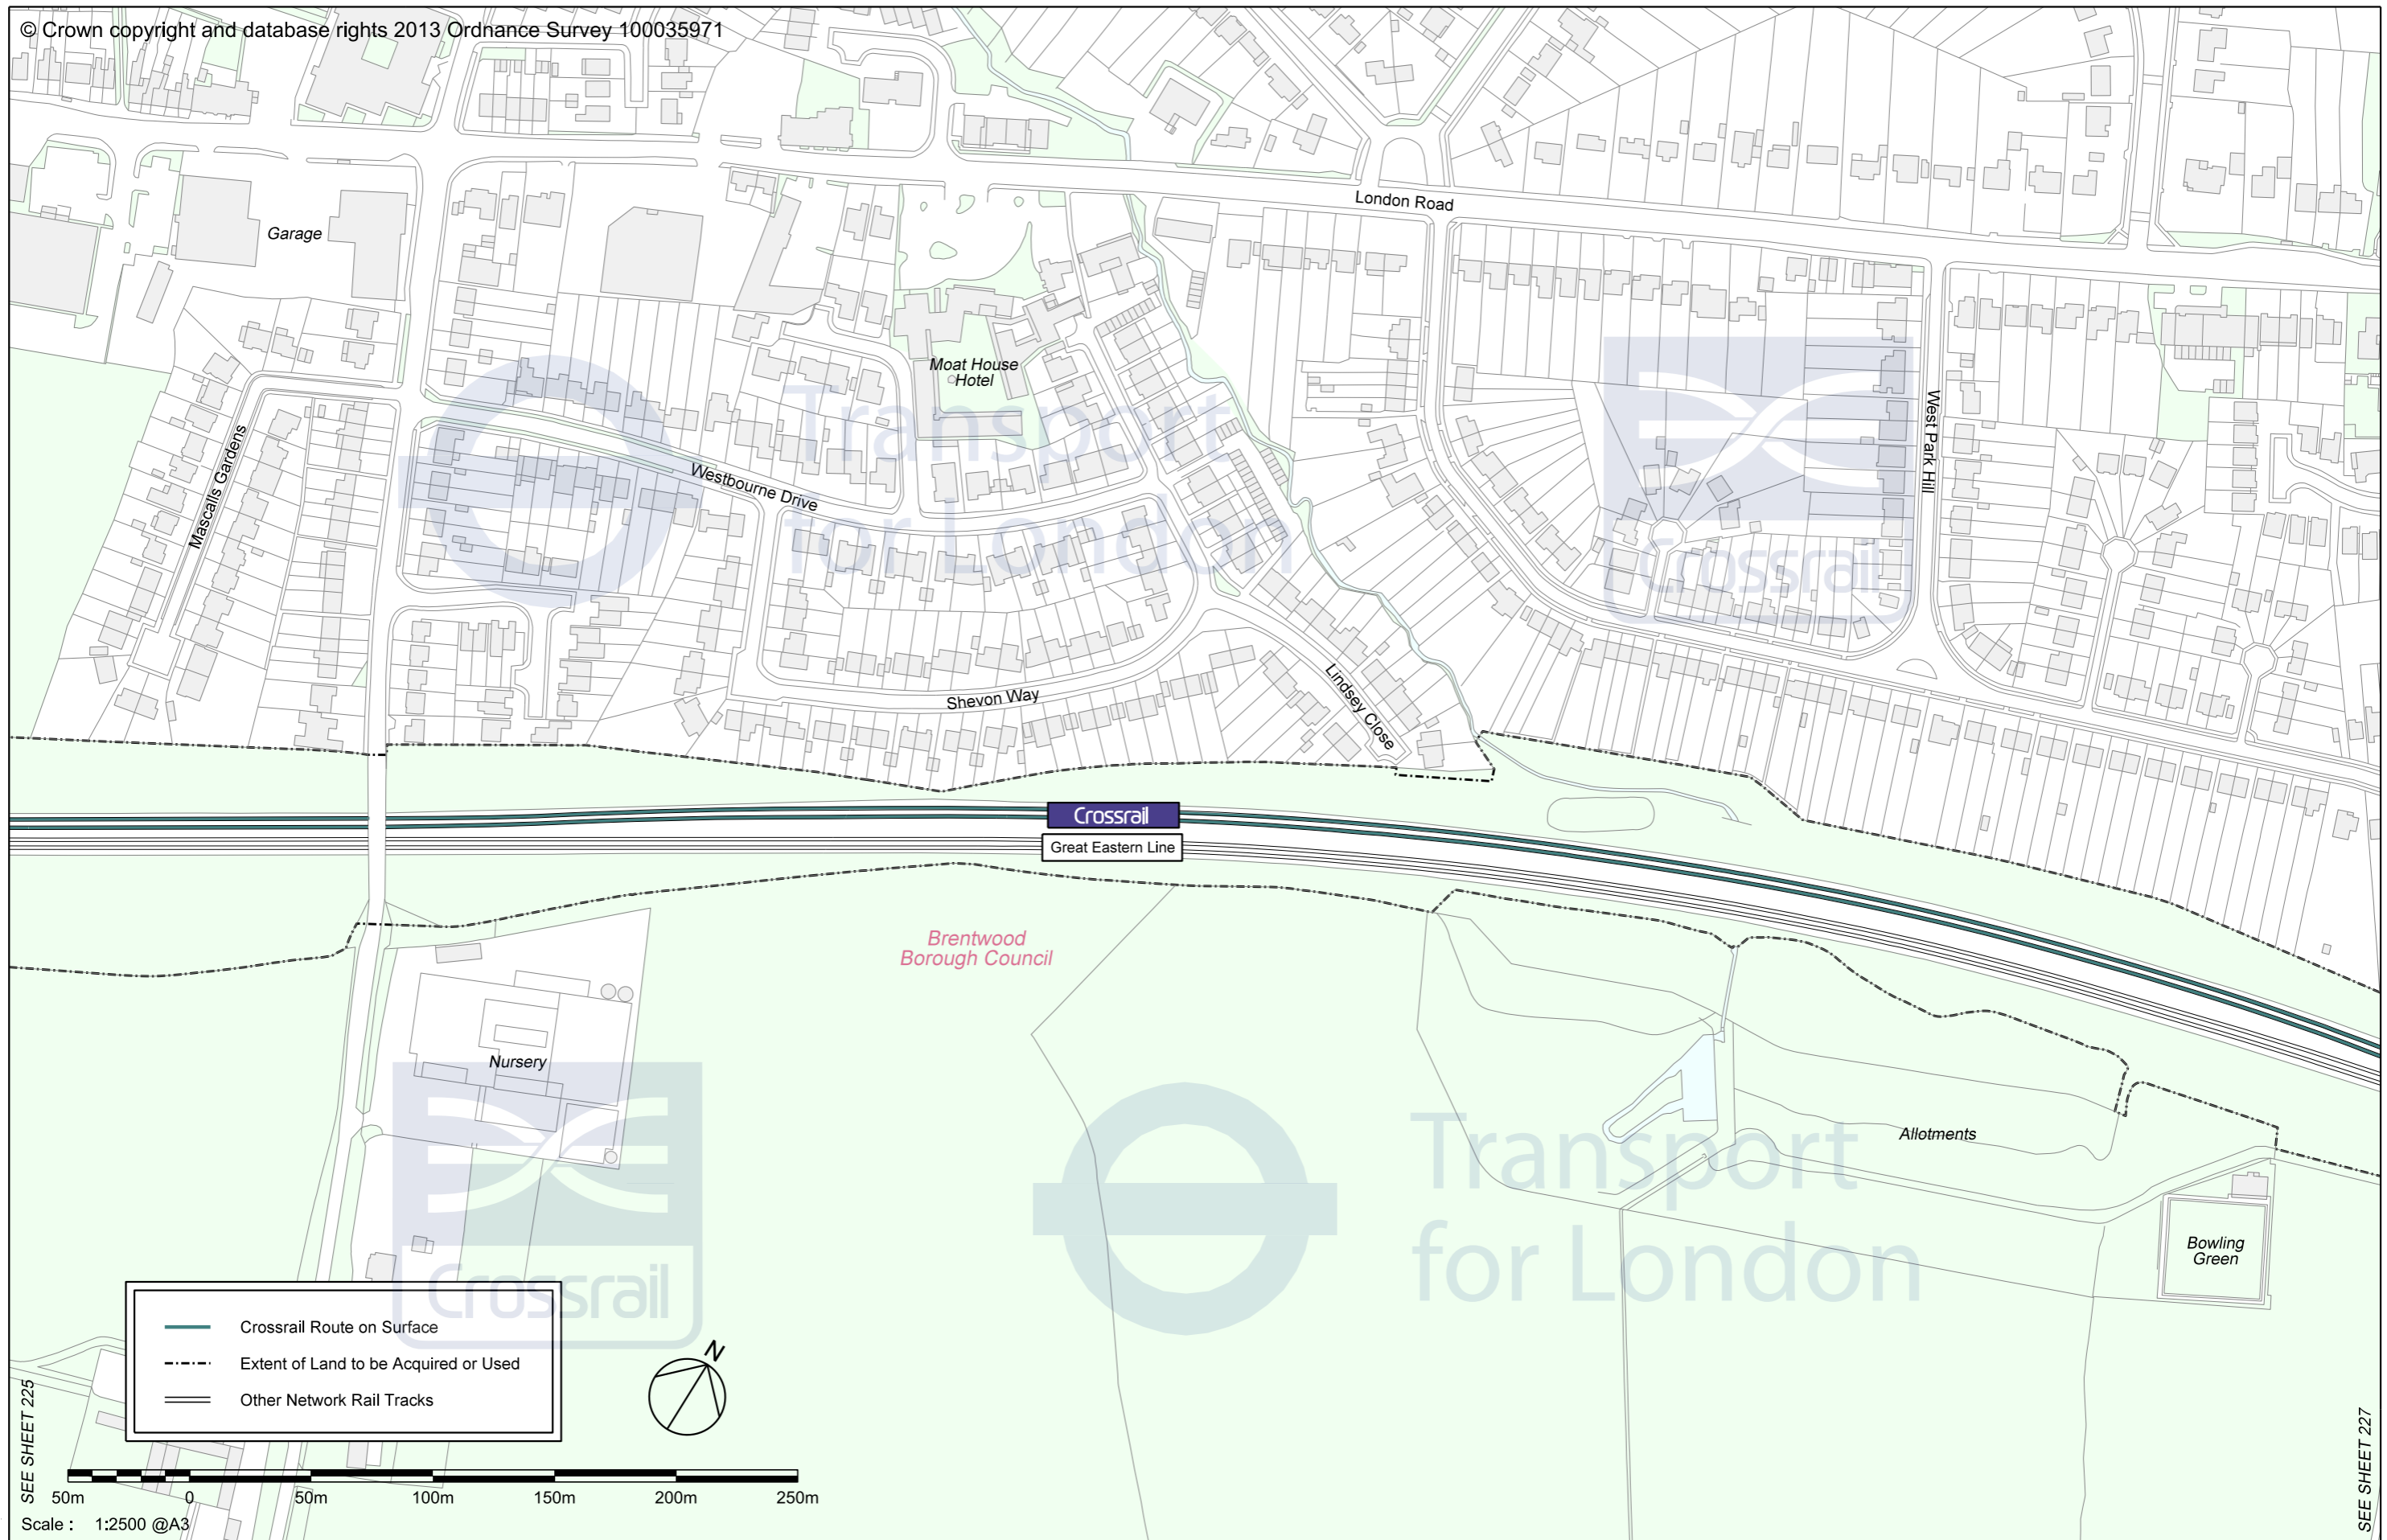 © Crown copyright and database rights 2013 Ordnance Survey 100035971
London Road
Garage
Moat House
Hotel
Transport
for London
Crossrail
West Park Hill
Mascalls Gardens
Westbourne Drive
Shevon Way
Lindsey Close
Crossrail
Great Eastern Line
Brentwood
Borough Council
Nursery
Crossrail
Transport
for London
Allotments
Bowling
Green
Crossrail Route on Surface
Extent of Land to be Acquired or Used
Other Network Rail Tracks
N
SEE SHEET 225
SEE SHEET 227
50m 0 50m 100m 150m 200m 250m
Scale : 1:2500 @A3